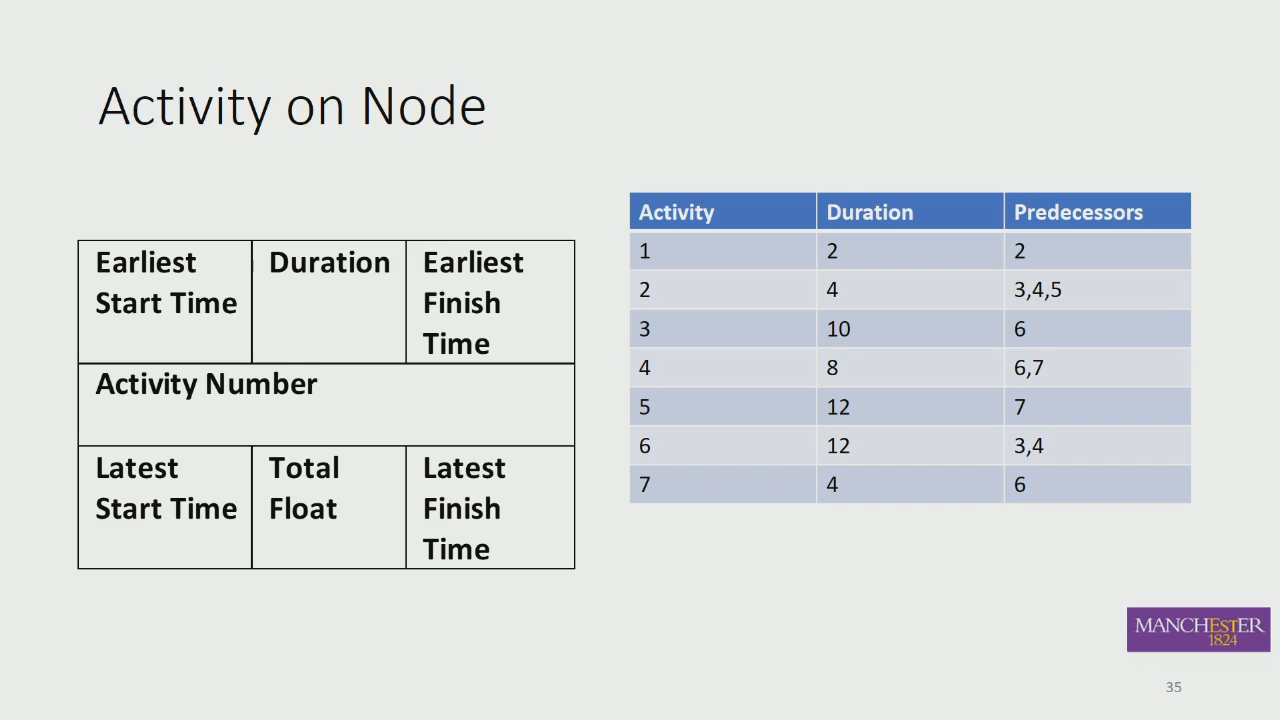 Activity on Node
Earliest Start Time Duration Earliest Finish Time
Activity Number
Latest Start Time Total Float Latest Finish Time
Activity Duration Predecessors
1 2 2
2 4 3,4,5
3 10 6
4 8 6,7
5 12 7
6 12 3,4
7 4 6
MANCHESTER
1824
35